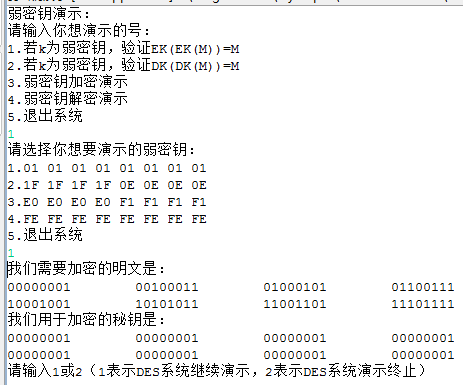 弱密钥演示：
请输入你想演示的号：
1.若k为弱密钥，验证EK(EK(M))=M
2.若k为弱密钥，验证DK(DK(M))=M
3.弱密钥加密演示
4.弱密钥解密演示
5.退出系统
1
请选择你想要演示的弱密钥：
1.01 01 01 01 01 01 01 01
2.1F 1F 1F 1F 0E 0E 0E 0E
3.E0 E0 E0 E0 F1 F1 F1 F1
4.FE FE FE FE FE FE FE FE
5.退出系统
1
我们需要加密的明文是：
00000001 00100011 01000101 01100111
10001001 10101011 11001101 11101111
我们用于加密的秘钥是：
00000001 00000001 00000001 00000001
00000001 00000001 00000001 00000001
请输入1或2（1表示DES系统继续演示，2表示DES系统演示终止）